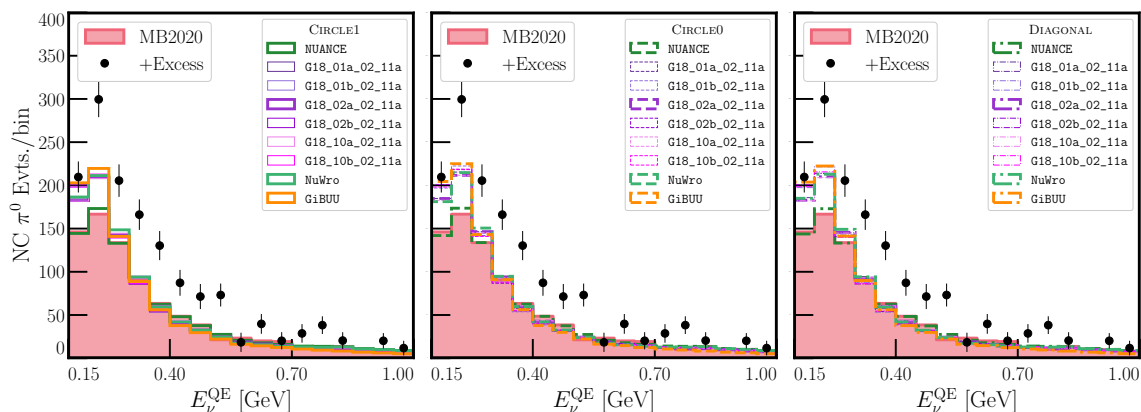 NC π⁰ Evts./bin
400
350
300
250
200
150
100
50
0
MB2020
+Excess
CIRCLE1
NUANCE
G18_01a_02_11a
G18_01b_02_11a
G18_02a_02_11a
G18_02b_02_11a
G18_10a_02_11a
G18_10b_02_11a
NuWro
GiBUU
0.15 0.40 0.70 1.00
E_ν^QE [GeV]
MB2020
+Excess
CIRCLE0
NUANCE
G18_01a_02_11a
G18_01b_02_11a
G18_02a_02_11a
G18_02b_02_11a
G18_10a_02_11a
G18_10b_02_11a
NuWro
GiBUU
0.15 0.40 0.70 1.00
E_ν^QE [GeV]
MB2020
+Excess
DIAGONAL
NUANCE
G18_01a_02_11a
G18_01b_02_11a
G18_02a_02_11a
G18_02b_02_11a
G18_10a_02_11a
G18_10b_02_11a
NuWro
GiBUU
0.15 0.40 0.70 1.00
E_ν^QE [GeV]